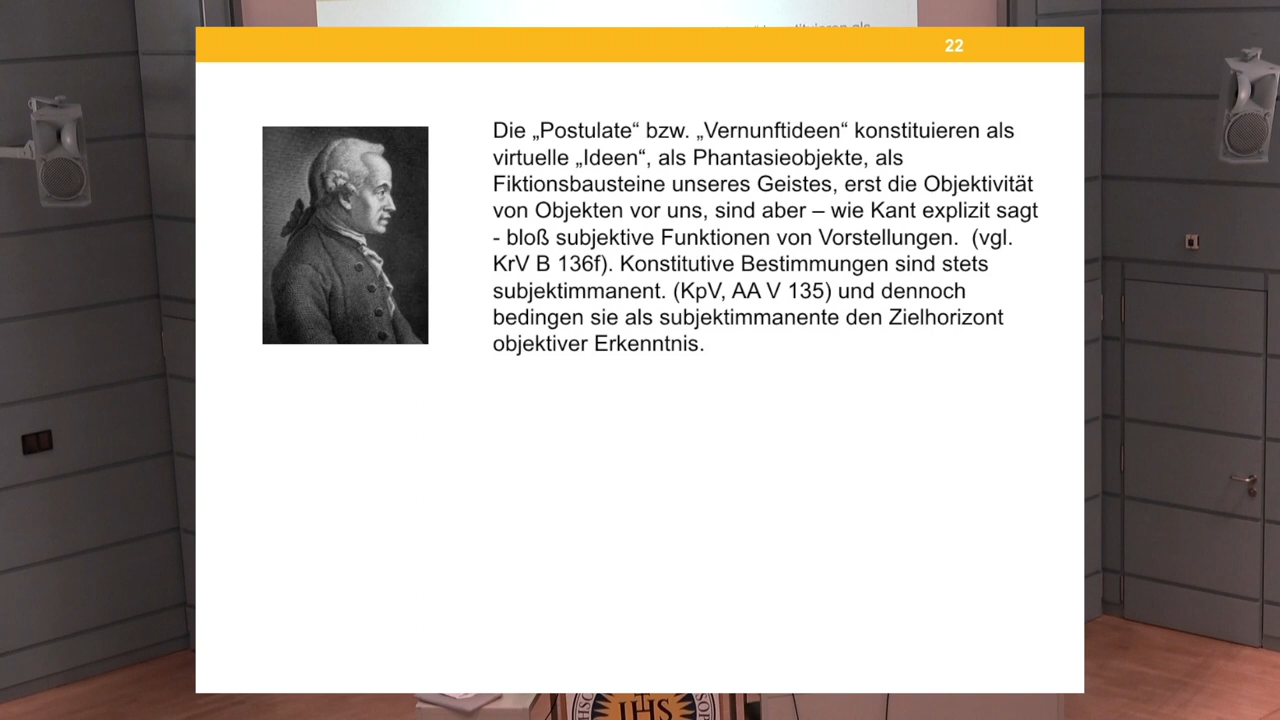 22
Die „Postulate“ bzw. „Vernunftideen“ konstituieren als
virtuelle „Ideen“, als Phantasieobjekte, als
Fiktionsbausteine unseres Geistes, erst die Objektivität
von Objekten vor uns, sind aber – wie Kant explizit sagt
- bloß subjektive Funktionen von Vorstellungen.  (vgl.
KrV B 136f). Konstitutive Bestimmungen sind stets
subjektimmanent. (KpV, AA V 135) und dennoch
bedingen sie als subjektimmanente den Zielhorizont
objektiver Erkenntnis.
IHS